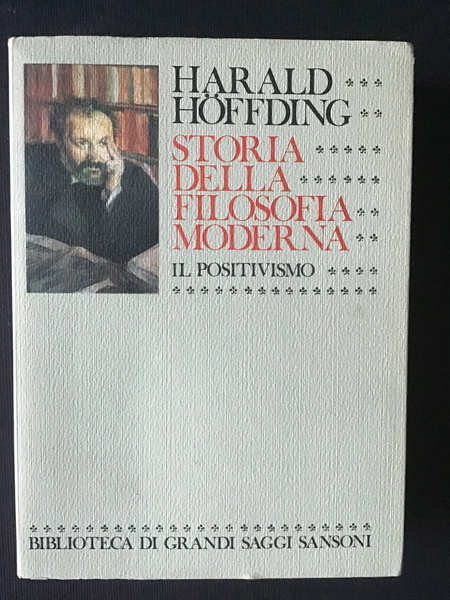 HARALD
HÖFFDING
STORIA
DELLA
FILOSOFIA
MODERNA
IL POSITIVISMO
BIBLIOTECA DI GRANDI SAGGI SANSONI